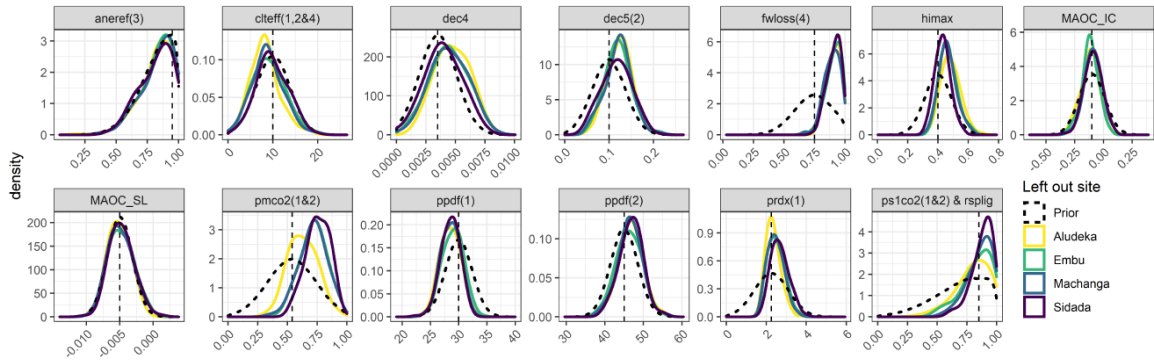 aneref(3) clteff(1,2&4) dec4 dec5(2) fwloss(4) himax MAOC_IC
3 2 1 0 0.10 0.05 0.00 200 100 0 10 5 0 6 4 2 0 6 4 2 0 6 4 2 0
0.25 0.50 0.75 1.00 0 10 20 0.0000 0.0025 0.0050 0.0075 0.0100 0.0 0.1 0.2 0.25 0.50 0.75 1.00 0.0 0.2 0.4 0.6 0.8 -0.50 -0.25 0.00 0.25
density
MAOC_SL pmco2(1&2) ppdf(1) ppdf(2) prdx(1) ps1co2(1&2) & rsplig
200 150 100 50 0 3 2 1 0 0.20 0.15 0.10 0.05 0.00 0.10 0.05 0.00 1.00 0.75 0.50 0.25 0.00 4 3 2 1 0
-0.010 -0.005 0.000 0.00 0.25 0.50 0.75 1.00 20 25 30 35 40 30 40 50 60 0 2 4 6 0.00 0.25 0.50 0.75 1.00
Left out site
Prior
Aludeka
Embu
Machanga
Sidada